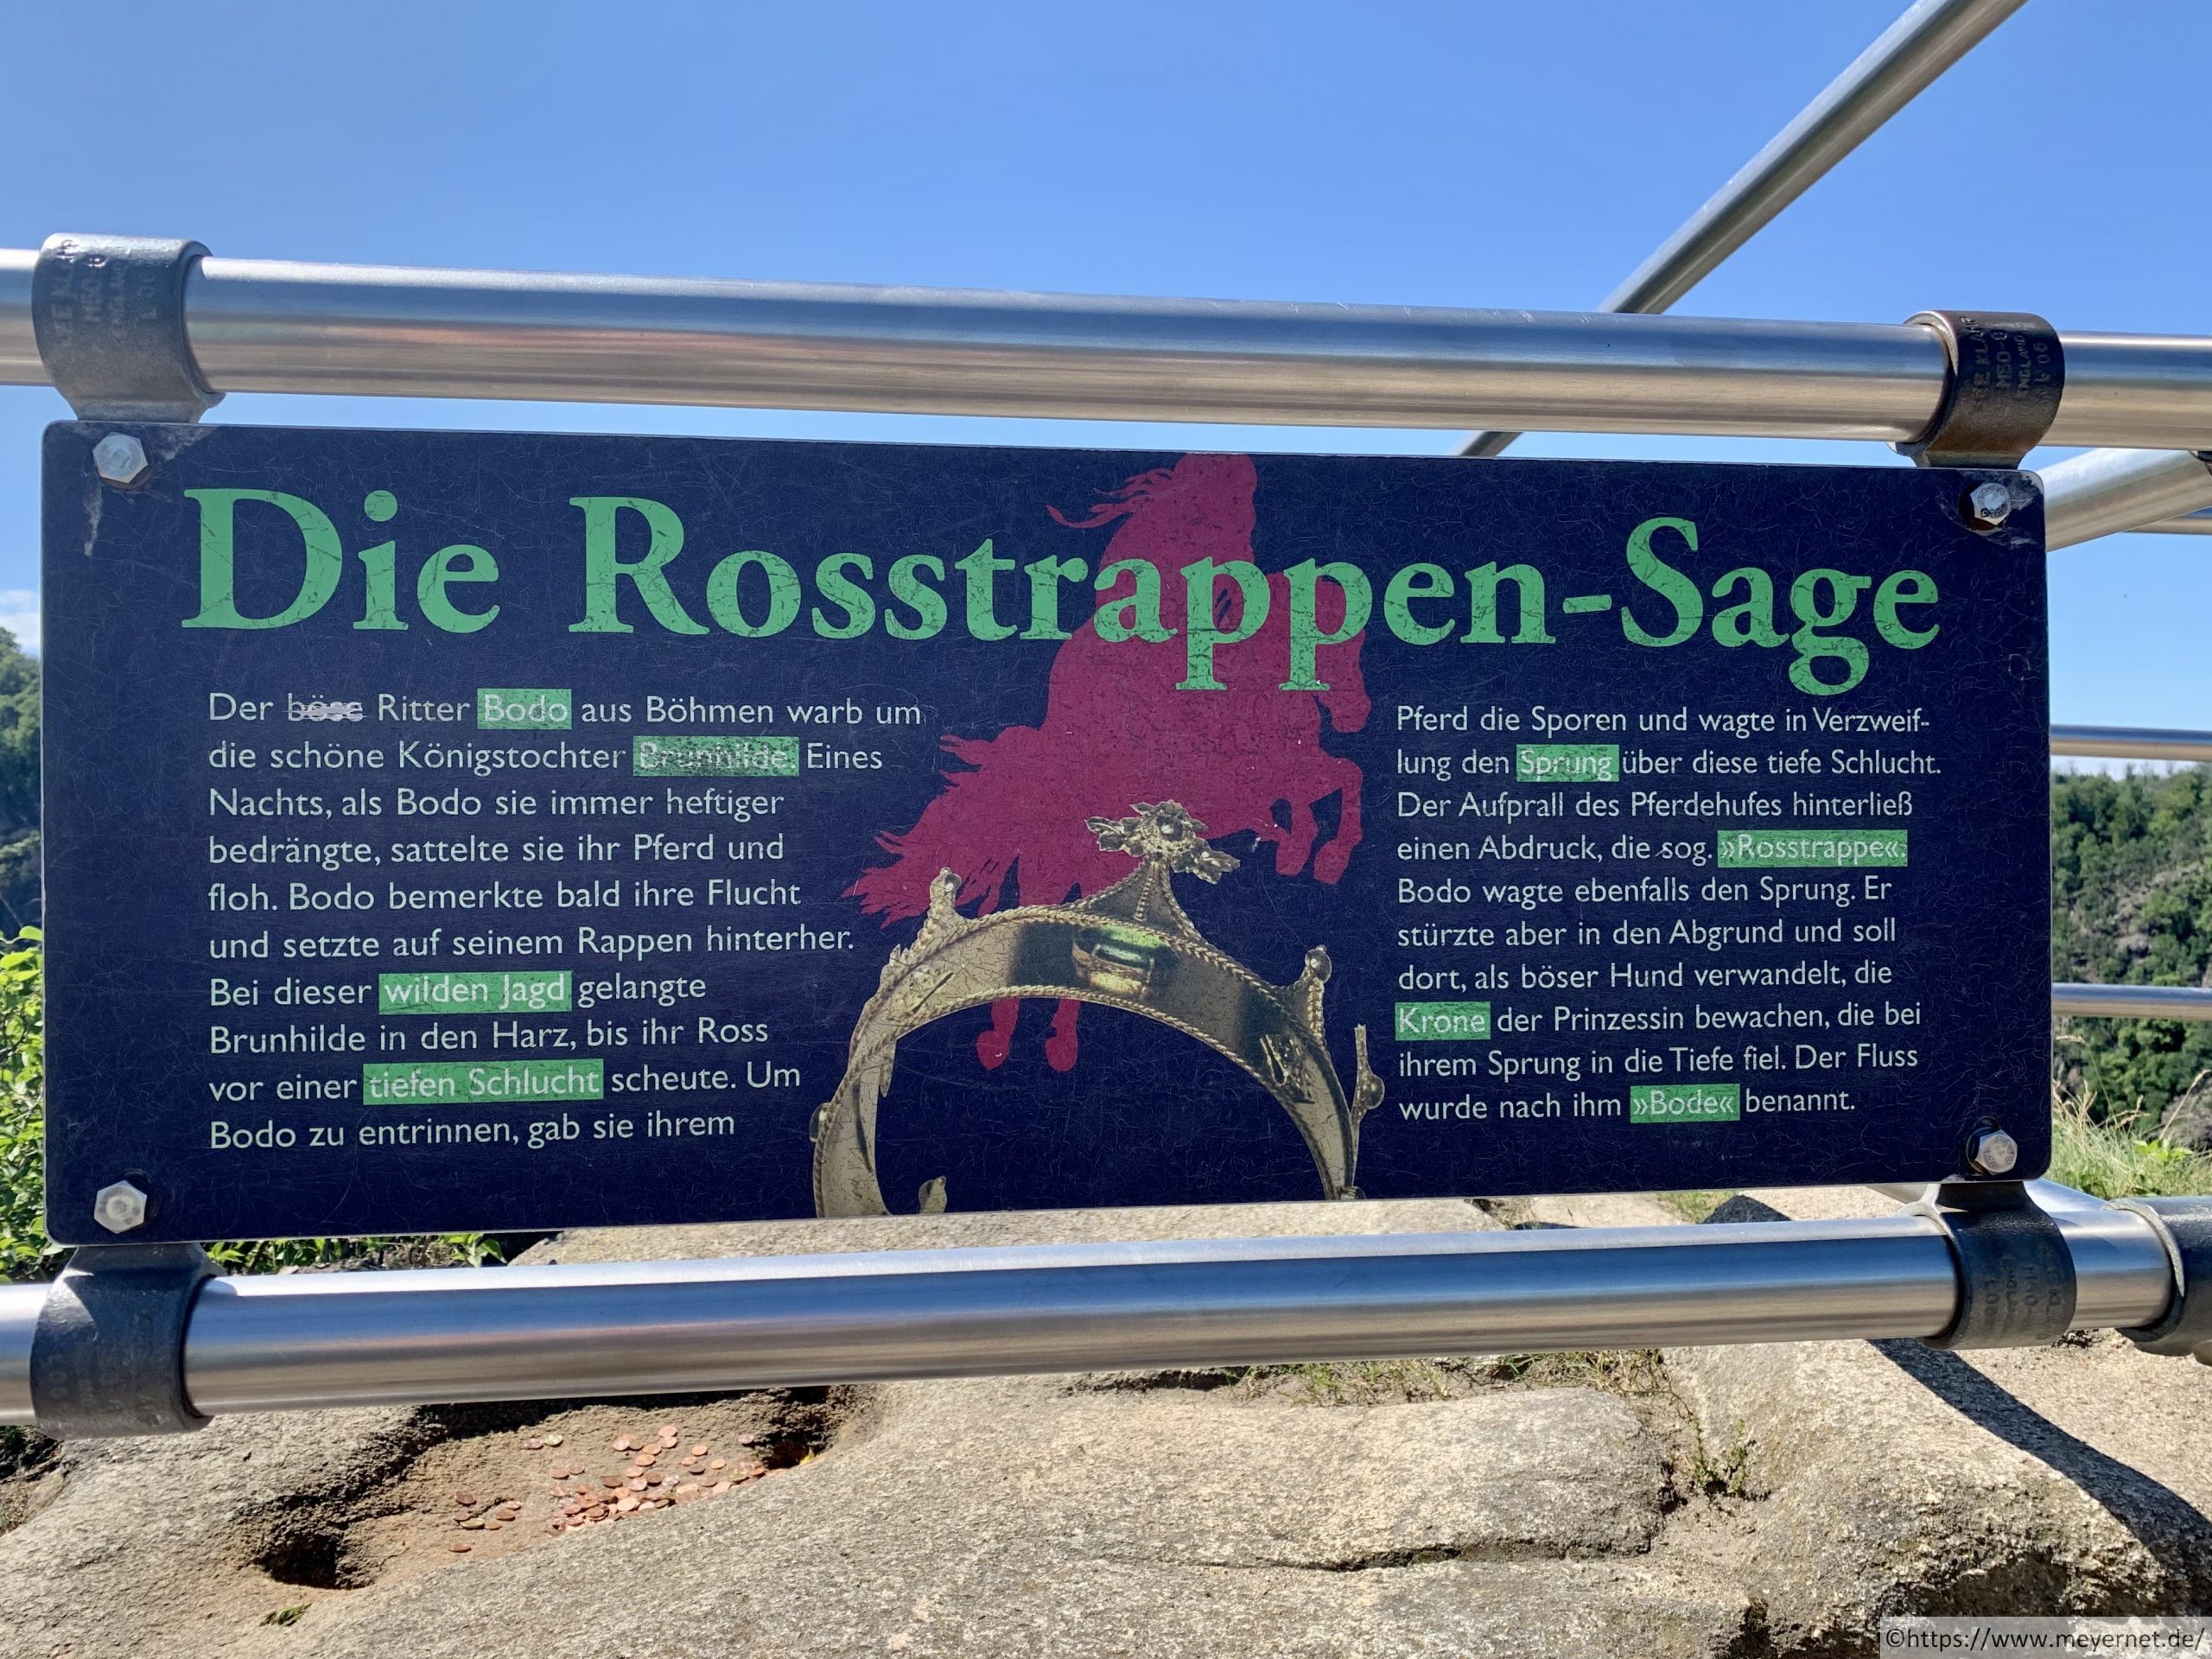 Die Rosstrappen-Sage
Der böse Ritter Bodo aus Böhmen warb um
die schöne Königstochter Brunhilde. Eines
Nachts, als Bodo sie immer heftiger
bedrängte, sattelte sie ihr Pferd und
floh. Bodo bemerkte bald ihre Flucht
und setzte auf seinem Rappen hinterher.
Bei dieser wilden Jagd gelangte
Brunhilde in den Harz, bis ihr Ross
vor einer tiefen Schlucht scheute. Um
Bodo zu entrinnen, gab sie ihrem
Pferd die Sporen und wagte in Verzweif-
lung den Sprung über diese tiefe Schlucht.
Der Aufprall des Pferdehufes hinterließ
einen Abdruck, die sog. »Rosstrappe«.
Bodo wagte ebenfalls den Sprung. Er
stürzte aber in den Abgrund und soll
dort, als böser Hund verwandelt, die
Krone der Prinzessin bewachen, die bei
ihrem Sprung in die Tiefe fiel. Der Fluss
wurde nach ihm »Bode« benannt.
©https://www.meyernet.de/